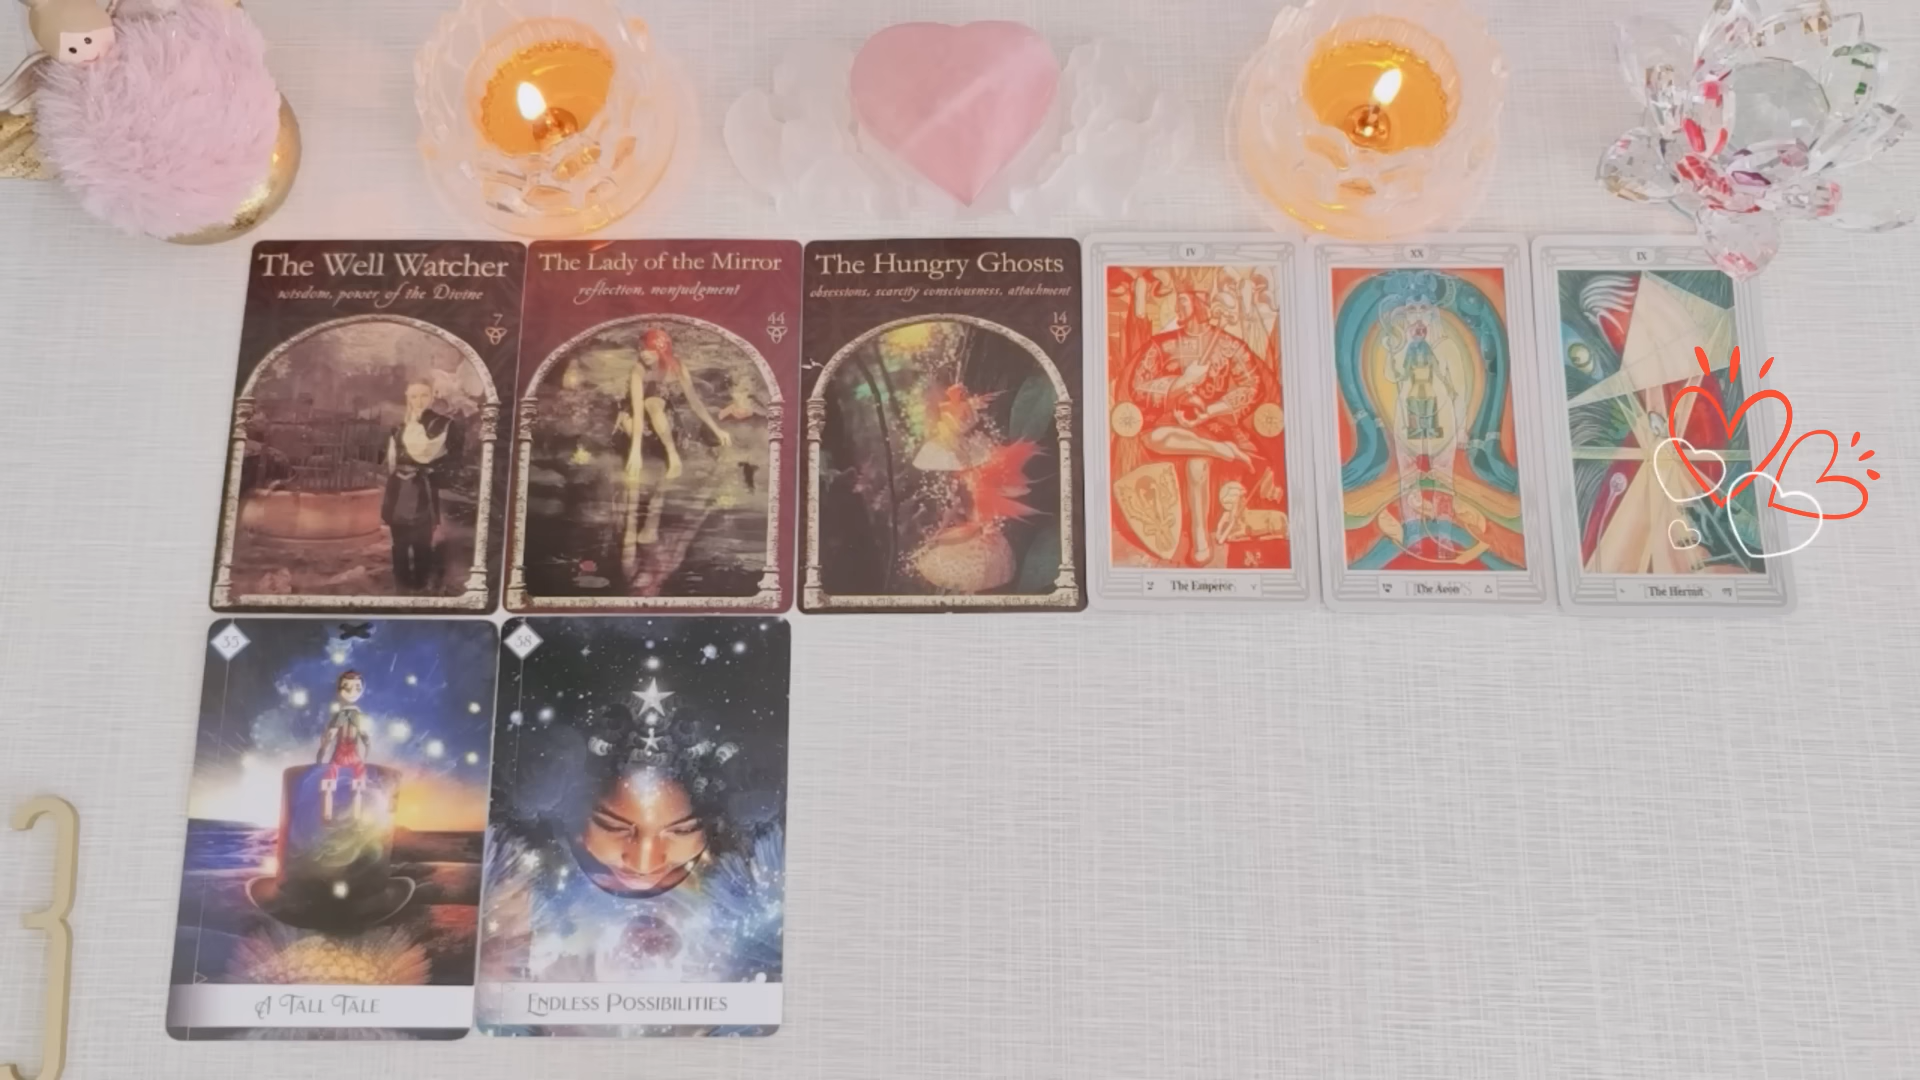 The Well Watcher
wisdom, power of the Divine
7
The Lady of the Mirror
reflection, nonjudgment
44
The Hungry Ghosts
obsessions, scarcity consciousness, attachment
14
IV
The Emperor
XX
The Aeon
IX
The Hermit
35
A TALL TALE
38
ENDLESS POSSIBILITIES
3